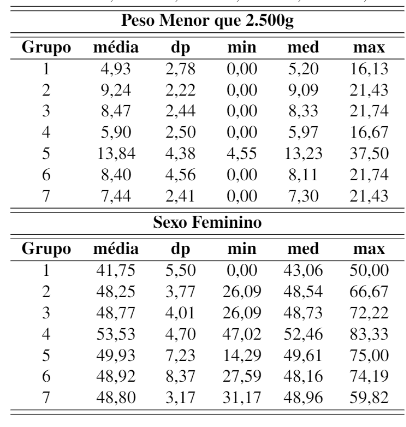 Peso Menor que 2.500g
Grupo média dp min med max
1 4,93 2,78 0,00 5,20 16,13
2 9,24 2,22 0,00 9,09 21,43
3 8,47 2,44 0,00 8,33 21,74
4 5,90 2,50 0,00 5,97 16,67
5 13,84 4,38 4,55 13,23 37,50
6 8,40 4,56 0,00 8,11 21,74
7 7,44 2,41 0,00 7,30 21,43
Sexo Feminino
Grupo média dp min med max
1 41,75 5,50 0,00 43,06 50,00
2 48,25 3,77 26,09 48,54 66,67
3 48,77 4,01 26,09 48,73 72,22
4 53,53 4,70 47,02 52,46 83,33
5 49,93 7,23 14,29 49,61 75,00
6 48,92 8,37 27,59 48,16 74,19
7 48,80 3,17 31,17 48,96 59,82